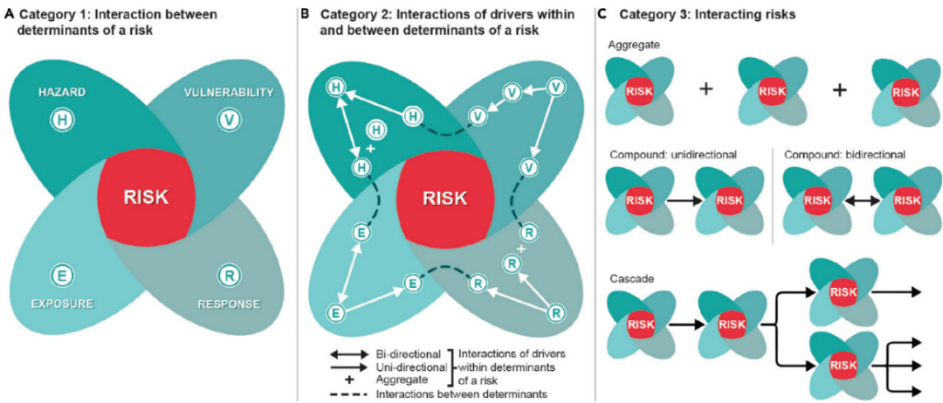 A Category 1: Interaction between
determinants of a risk
HAZARD
H
VULNERABILITY
V
RISK
E
EXPOSURE
R
RESPONSE
B Category 2: Interactions of drivers within
and between determinants of a risk
H
H
H
+
H
V
V
V
V
RISK
E
E
E
R
R
+
R
R
Bi-directional
Uni-directional
+ Aggregate
Interactions of drivers
within determinants
of a risk
Interactions between determinants
C Category 3: Interacting risks
Aggregate
RISK + RISK + RISK
Compound: unidirectional
RISK RISK
Compound: bidirectional
RISK RISK
Cascade
RISK RISK
RISK
RISK